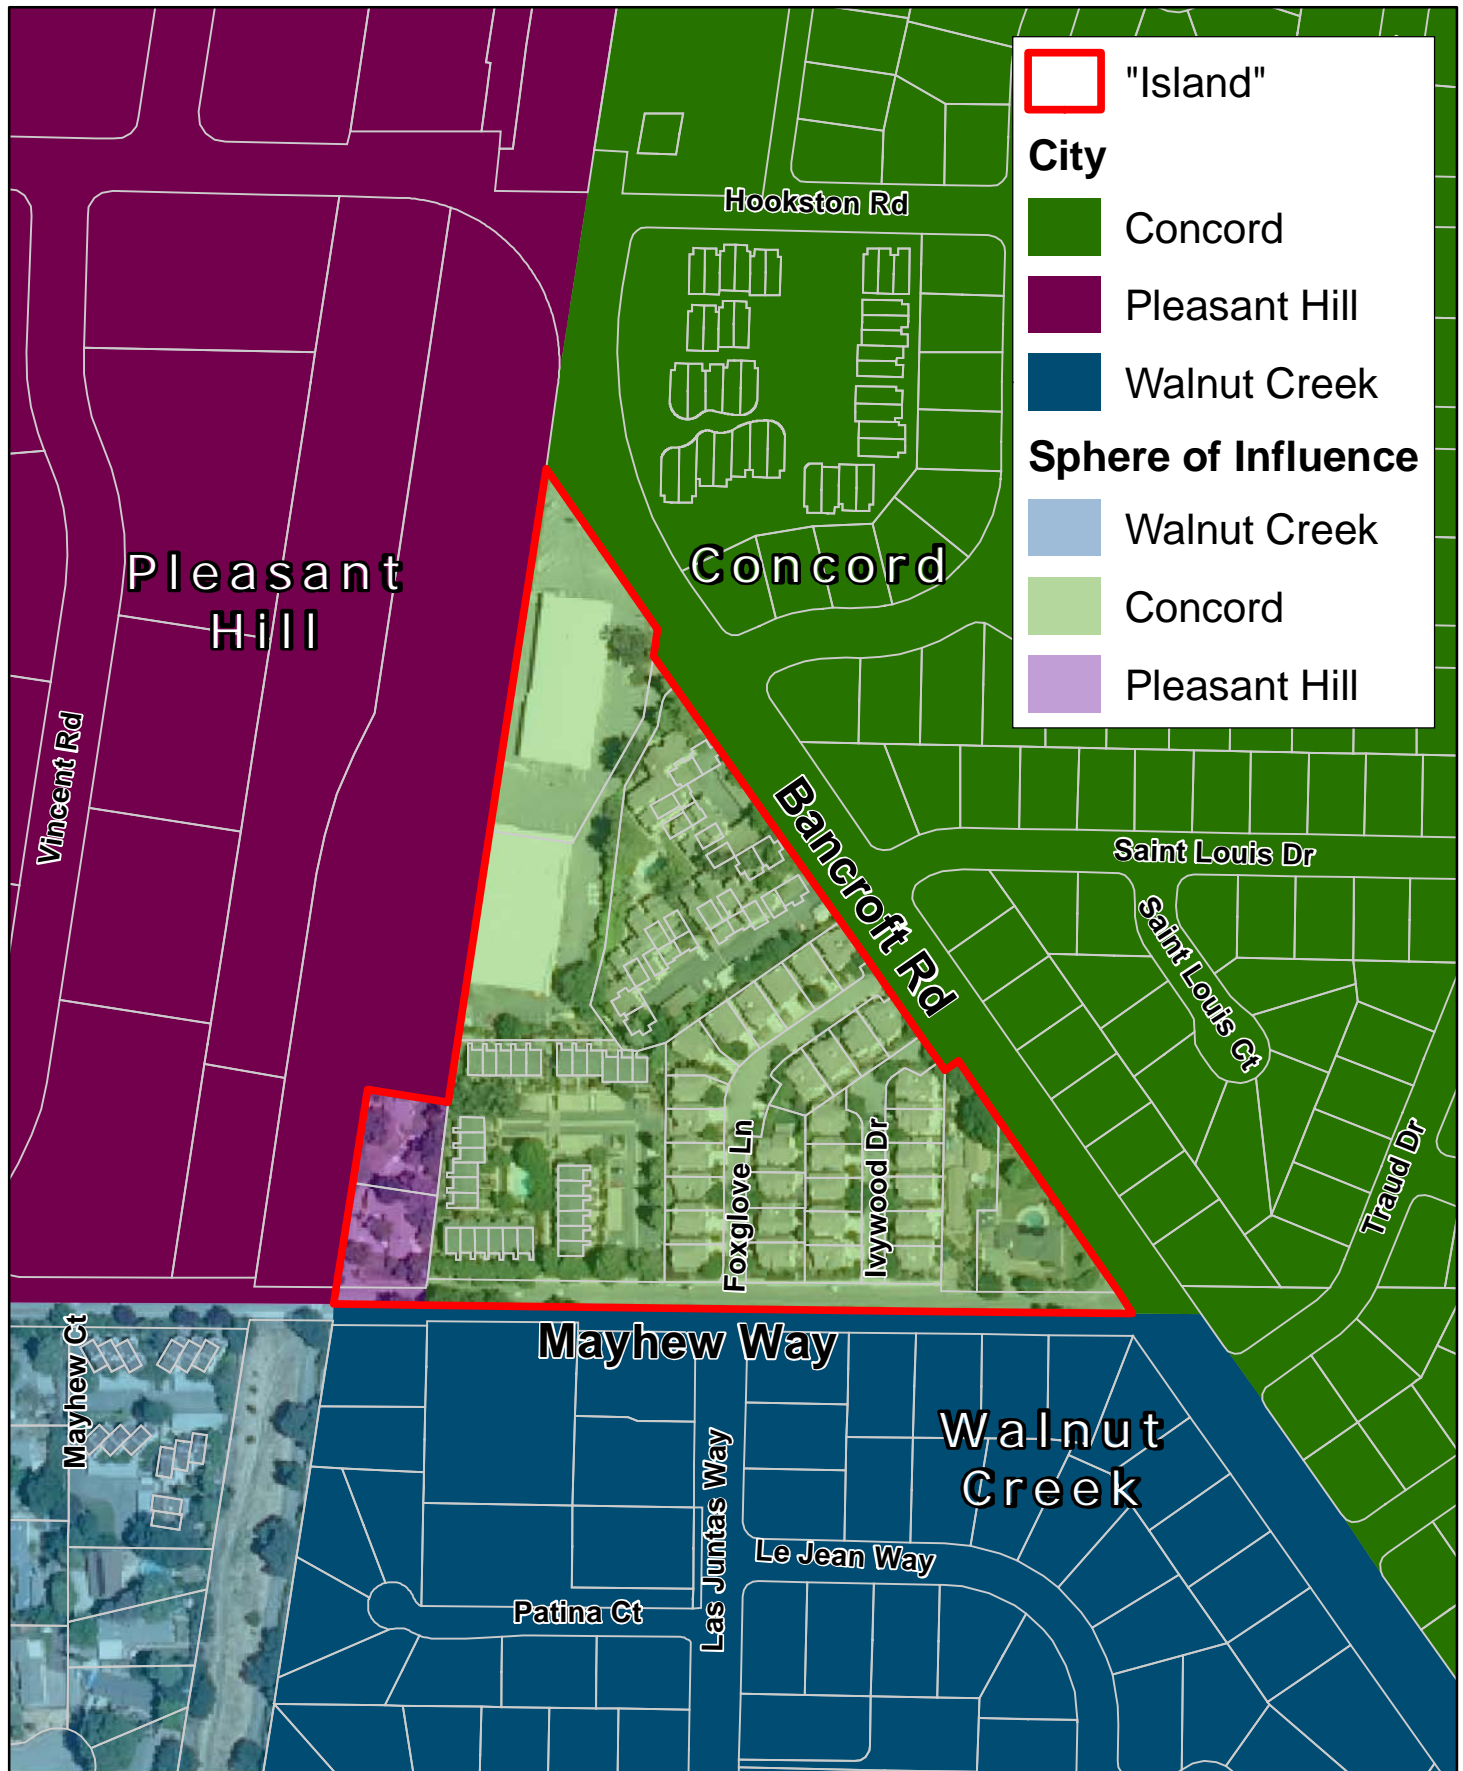 "Island"
City
Concord
Pleasant Hill
Walnut Creek
Sphere of Influence
Walnut Creek
Concord
Pleasant Hill
Hookston Rd
Pleasant
Hill
Concord
Vincent Rd
Bancroft Rd
Saint Louis Dr
Saint Louis Ct
Traud Dr
Foxglove Ln
Ivywood Dr
Mayhew Way
Mayhew Ct
Walnut
Creek
Las Juntas Way
Le Jean Way
Patina Ct